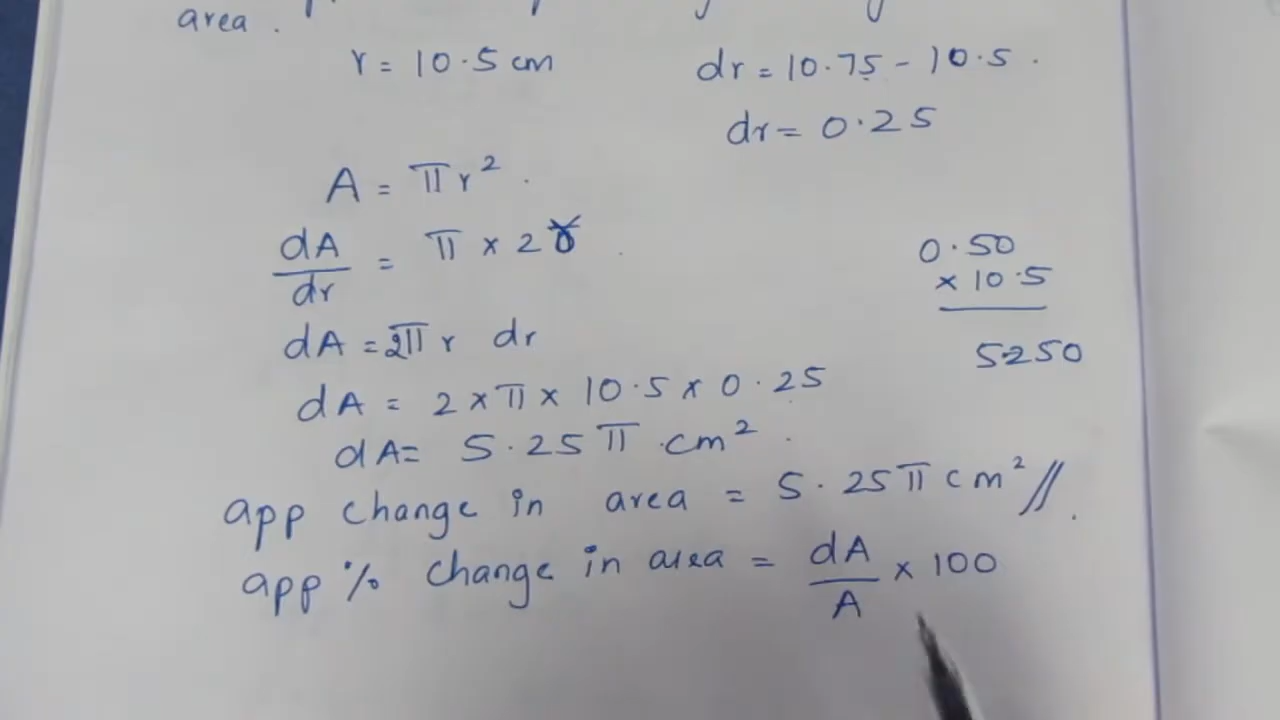 area .
r = 10.5 cm dr = 10.75 - 10.5 .
dr = 0.25
A = πr² .
dA/dr = π × 2r
0.50
× 10.5
5250
dA = 2π r dr
dA = 2 × π × 10.5 × 0.25
dA = 5.25 π cm² .
app change in area = 5.25 π cm² // .
app % change in area = dA/A × 100